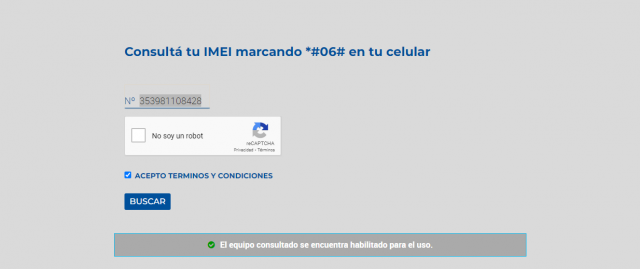 Consultá tu IMEI marcando *#06# en tu celular
Nº 353981108428
No soy un robot
reCAPTCHA
Privacidad - Términos
ACEPTO TERMINOS Y CONDICIONES
BUSCAR
El equipo consultado se encuentra habilitado para el uso.